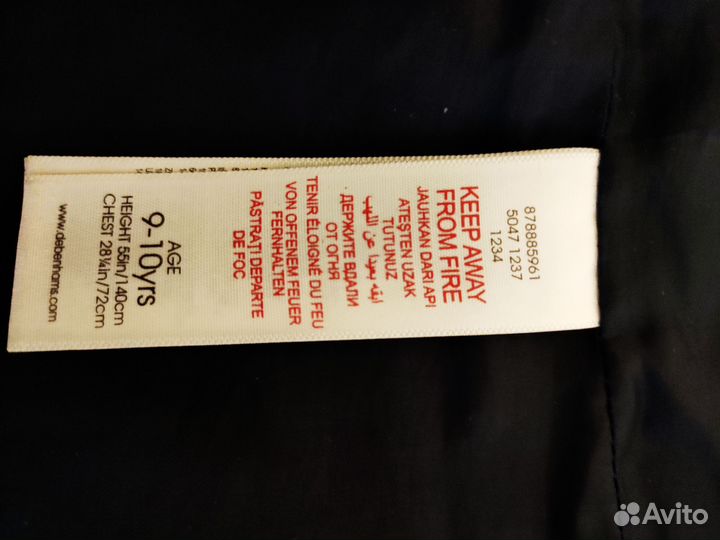 878885961
5047 1237
1234
KEEP AWAY
FROM FIRE
JAUHKAN DARI API
ATEŞTEN UZAK
TUTUNUZ
ابقه بعيدا عن اللهب
ДЕРЖИТЕ ВДАЛИ
ОТ ОГНЯ
TENIR ÉLOIGNÉ DU FEU
VON OFFENEM FEUER
FERNHALTEN
PĂSTRAŢI DEPARTE
DE FOC
AGE
9-10yrs
HEIGHT 55in/140cm
CHEST 28¼in/72cm
www.debenhams.com
Avito